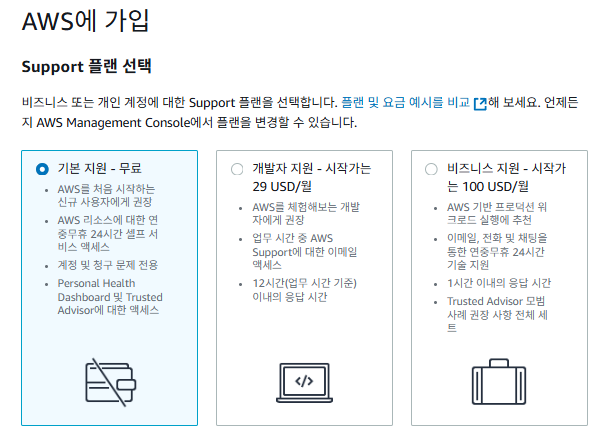 AWS에 가입
Support 플랜 선택
비즈니스 또는 개인 계정에 대한 Support 플랜을 선택합니다. 플랜 및 요금 예시를 비교 해 보세요. 언제든
지 AWS Management Console에서 플랜을 변경할 수 있습니다.
기본 지원 - 무료
• AWS를 처음 시작하는
신규 사용자에게 권장
• AWS 리소스에 대한 연
중무휴 24시간 셀프 서
비스 액세스
• 계정 및 청구 문제 전용
• Personal Health
Dashboard 및 Trusted
Advisor에 대한 액세스
개발자 지원 - 시작가는
29 USD/월
• AWS를 체험해보는 개발
자에게 권장
• 업무 시간 중 AWS
Support에 대한 이메일
액세스
• 12시간(업무 시간 기준)
이내의 응답 시간
</>
비즈니스 지원 - 시작가
는 100 USD/월
• AWS 기반 프로덕션 워
크로드 실행에 추천
• 이메일, 전화 및 채팅을
통한 연중무휴 24시간
기술 지원
• 1시간 이내의 응답 시간
• Trusted Advisor 모범
사례 권장 사항 전체 세
트